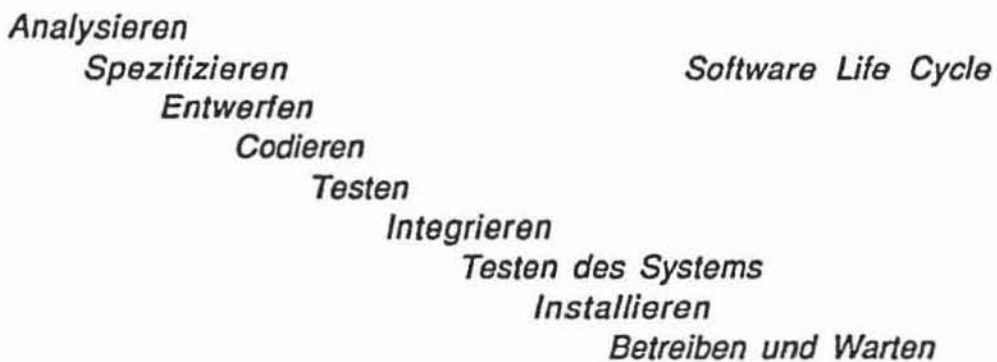 Analysieren
Spezifizieren Software Life Cycle
Entwerfen
Codieren
Testen
Integrieren
Testen des Systems
Installieren
Betreiben und Warten